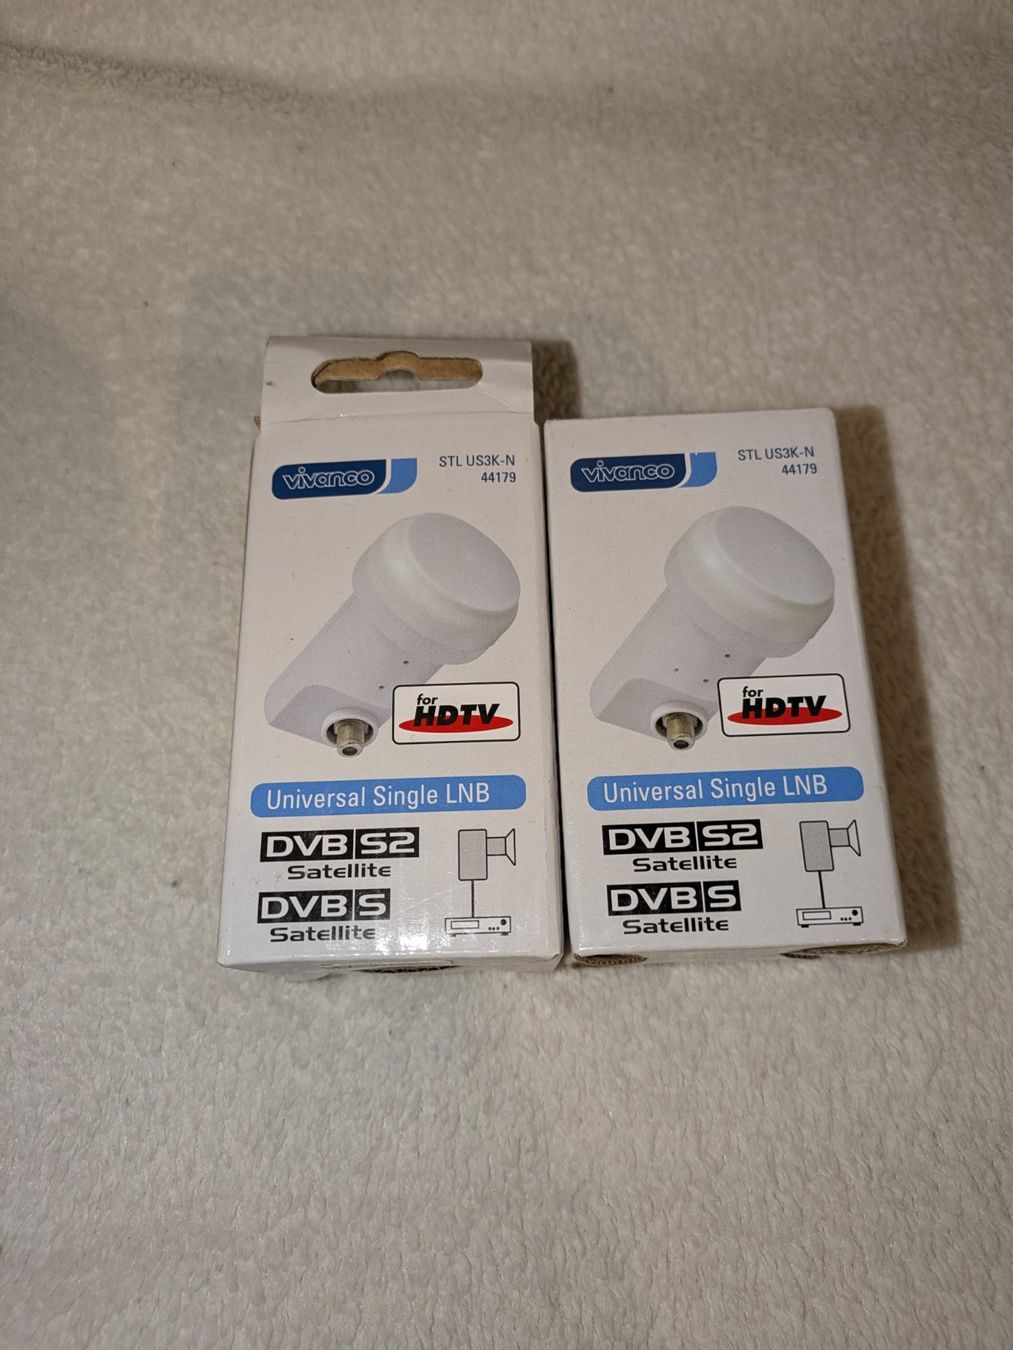 vivanco
STL US3K-N
44179
for
HDTV
Universal Single LNB
DVB S2
Satellite
DVB S
Satellite
vivanco
STL US3K-N
44179
for
HDTV
Universal Single LNB
DVB S2
Satellite
DVB S
Satellite